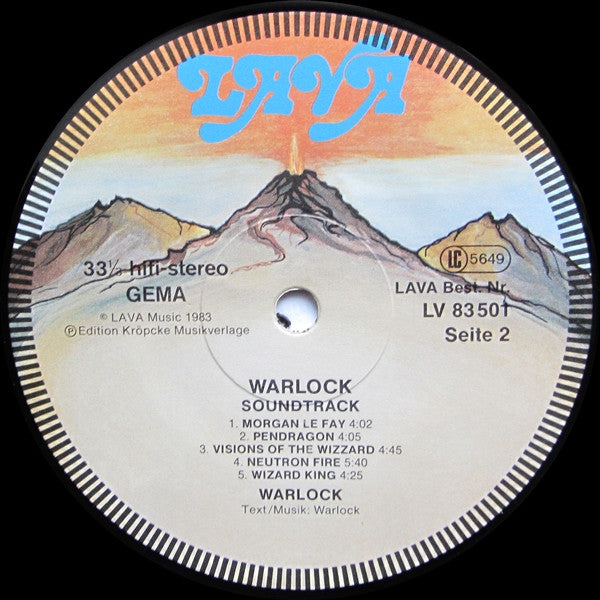 LAVA
33⅓ hifi-stereo
GEMA
© LAVA Music 1983
Ⓟ Edition Kröpcke Musikverlage
LC 5649
LAVA Best. Nr.
LV 83 501
Seite 2
WARLOCK
SOUNDTRACK
1. MORGAN LE FAY 4:02
2. PENDRAGON 4:05
3. VISIONS OF THE WIZZARD 4:45
4. NEUTRON FIRE 5:40
5. WIZARD KING 4:25
WARLOCK
Text/Musik: Warlock